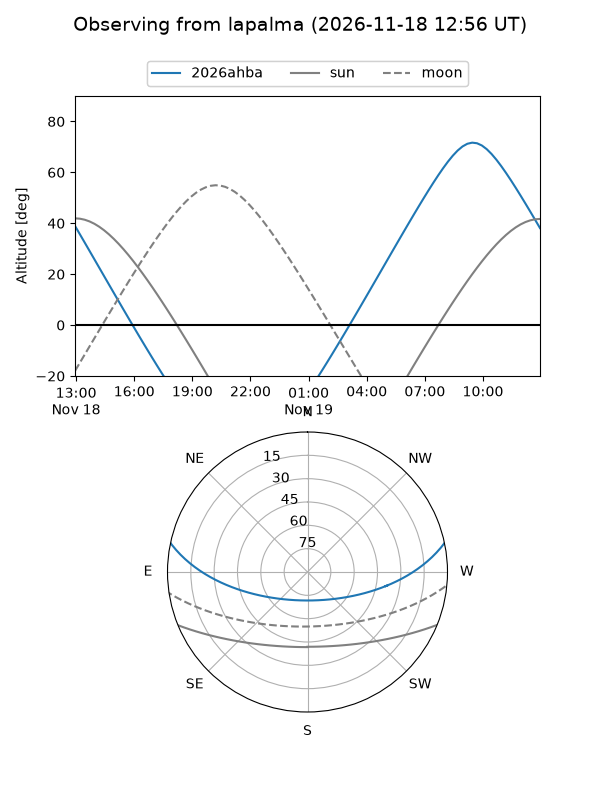 Observing from lapalma (2026-11-18 12:56 UT)
2026ahba sun moon
Altitude [deg]
80
60
40
20
0
−20
13:00 16:00 19:00 22:00 01:00 04:00 07:00 10:00
Nov 18 Nov 19
N
NE NW
15
30
45
60
75
E W
SE SW
S